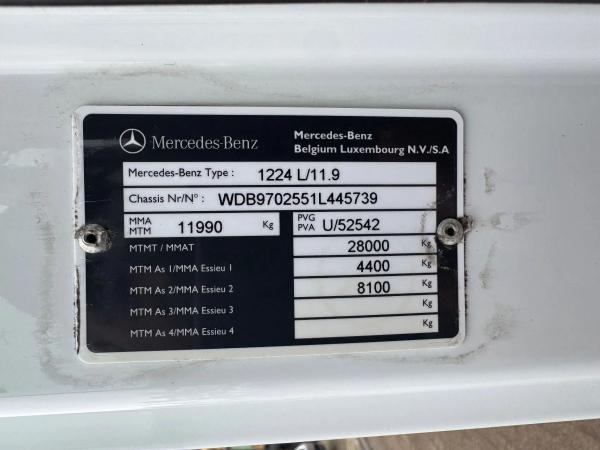 Mercedes-Benz
Mercedes-Benz
Belgium Luxembourg N.V./S.A
Mercedes-Benz Type : 1224 L/11.9
Chassis Nr/N° : WDB9702551L445739
MMA
MTM 11990 Kg
PVG
PVA U/52542
MTMT / MMAT 28000 Kg
MTM As 1/MMA Essieu 1 4400 Kg
MTM As 2/MMA Essieu 2 8100 Kg
MTM As 3/MMA Essieu 3 Kg
MTM As 4/MMA Essieu 4 Kg